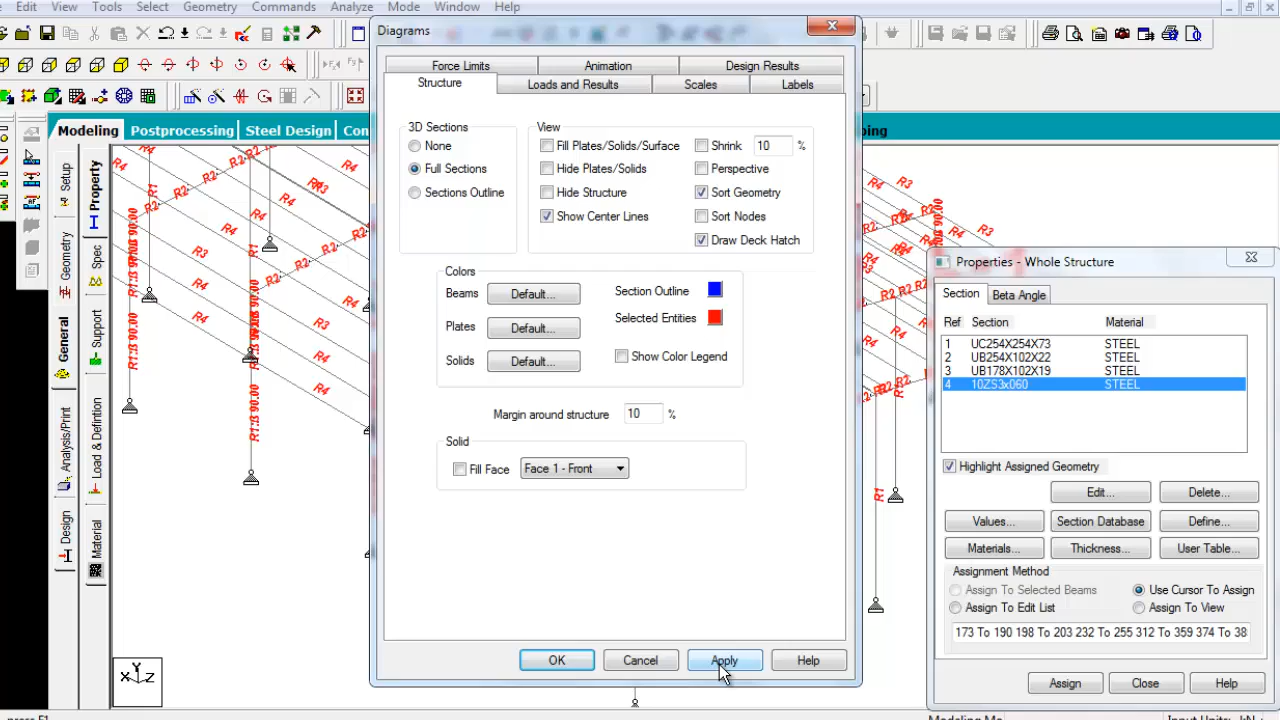 Edit View Tools Select Geometry Commands Analyze Mode Window Help
Diagrams
Force Limits Animation Design Results
Structure Loads and Results Scales Labels
Modeling Postprocessing Steel Design
3D Sections
None
Full Sections
Sections Outline
View
Fill Plates/Solids/Surface
Hide Plates/Solids
Hide Structure
Show Center Lines
Shrink 10 %
Perspective
Sort Geometry
Sort Nodes
Draw Deck Hatch
Colors
Beams Default...
Plates Default...
Solids Default...
Section Outline
Selected Entities
Show Color Legend
Margin around structure 10 %
Solid
Fill Face Face 1 - Front
OK Cancel Apply Help
Setup
Geometry
General
Analysis/Print
Design
Property
Spec
Support
Load & Definition
Material
Properties - Whole Structure
Section Beta Angle
Ref Section Material
1 UC254X254X73 STEEL
2 UB254X102X22 STEEL
3 UB178X102X19 STEEL
4 10ZS3x060 STEEL
Highlight Assigned Geometry
Edit... Delete...
Values... Section Database Define...
Materials... Thickness... User Table...
Assignment Method
Assign To Selected Beams Use Cursor To Assign
Assign To Edit List Assign To View
173 To 190 198 To 203 232 To 255 312 To 359 374 To 38
Assign Close Help
Y
X Z
press F1